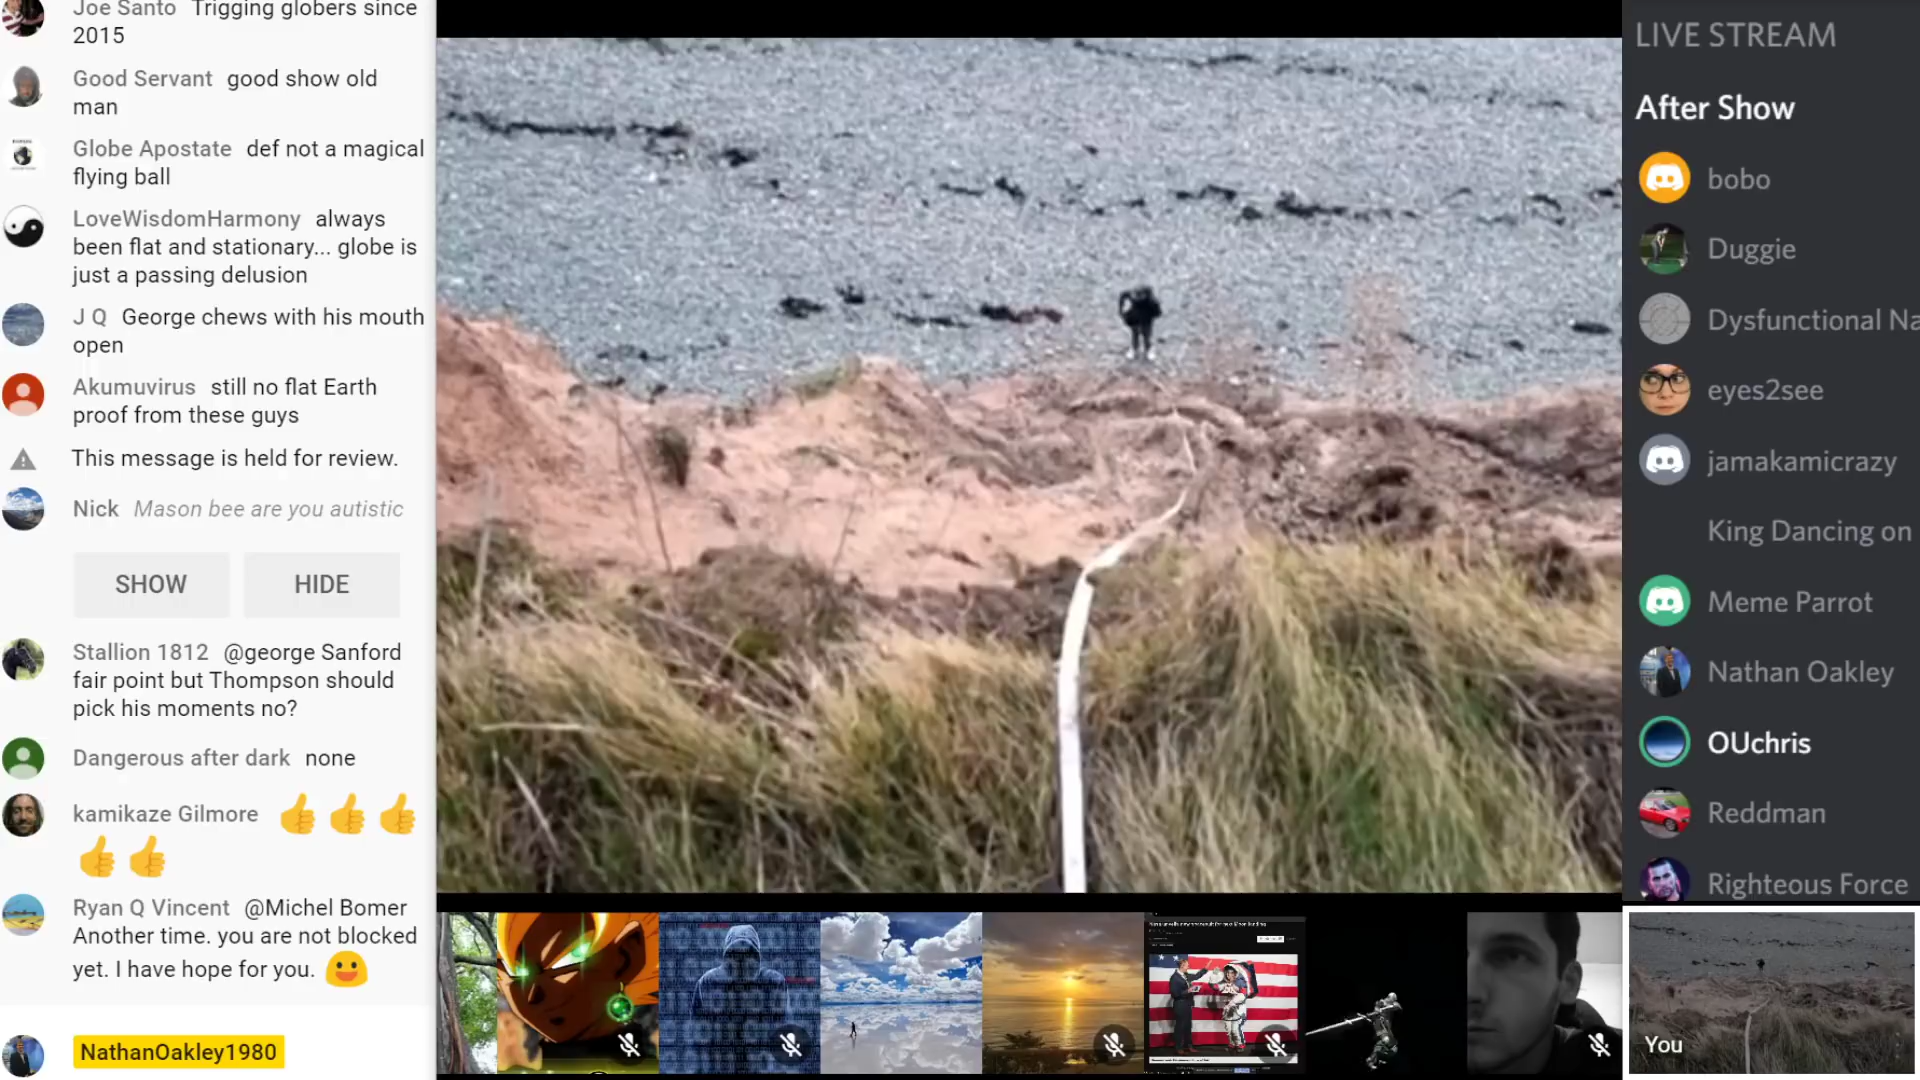 Joe Santo Trigging globers since
2015
Good Servant good show old
man
Globe Apostate def not a magical
flying ball
LoveWisdomHarmony always
been flat and stationary... globe is
just a passing delusion
J Q George chews with his mouth
open
Akumuvirus still no flat Earth
proof from these guys
This message is held for review.
Nick Mason bee are you autistic
SHOW HIDE
Stallion 1812 @george Sanford
fair point but Thompson should
pick his moments no?
Dangerous after dark none
kamikaze Gilmore 👍👍👍
👍👍
Ryan Q Vincent @Michel Bomer
Another time. you are not blocked
yet. I have hope for you. 😀
NathanOakley1980
LIVE STREAM
After Show
bobo
Duggie
Dysfunctional Na
eyes2see
jamakamicrazy
King Dancing on
Meme Parrot
Nathan Oakley
OUchris
Reddman
Righteous Force
You